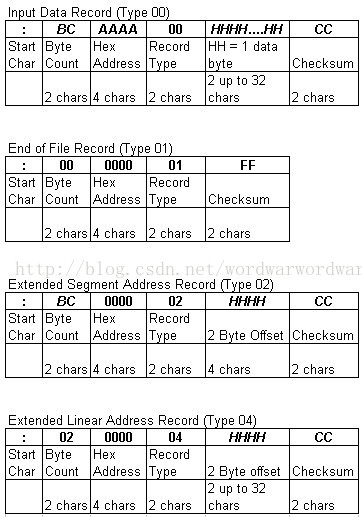 Input Data Record (Type 00)
: BC AAAA 00 HHHH....HH CC
Start Byte Hex Record HH = 1 data
Char Count Address Type byte Checksum
2 up to 32
2 chars 4 chars 2 chars chars 2 chars
End of File Record (Type 01)
: 00 0000 01 FF
Start Byte Hex Record
Char Count Address Type Checksum
2 chars 4 chars 2 chars 2 chars
http://blog.csdn.net/wordwarwordwar
Extended Segment Address Record (Type 02)
: BC 0000 02 HHHH CC
Start Byte Hex Record
Char Count Address Type 2 Byte Offset Checksum
2 chars 4 chars 2 chars 4 chars 2 chars
Extended Linear Address Record (Type 04)
: 02 0000 04 HHHH CC
Start Byte Hex Record
Char Count Address Type 2 Byte offset Checksum
2 up to 32
2 chars 4 chars 2 chars chars 2 chars